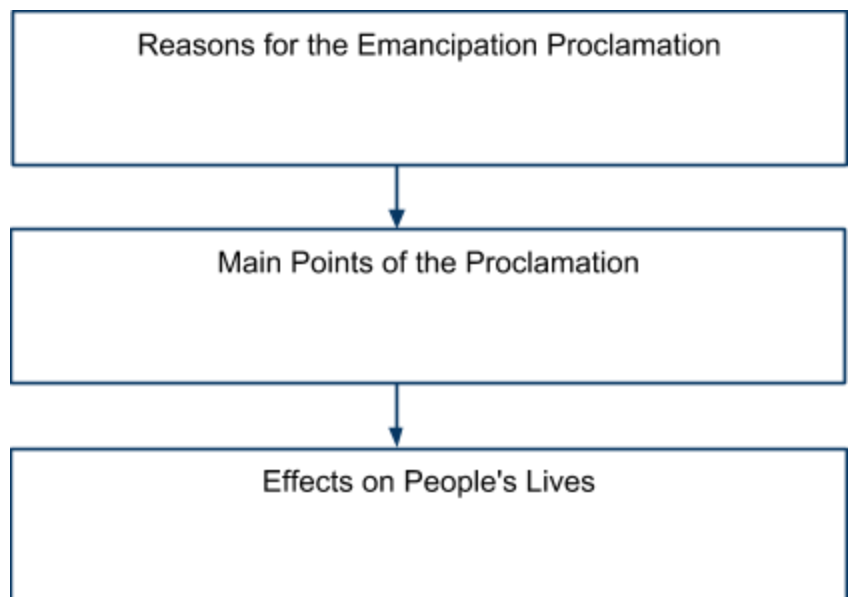 Reasons for the Emancipation Proclamation
Main Points of the Proclamation
Effects on People's Lives